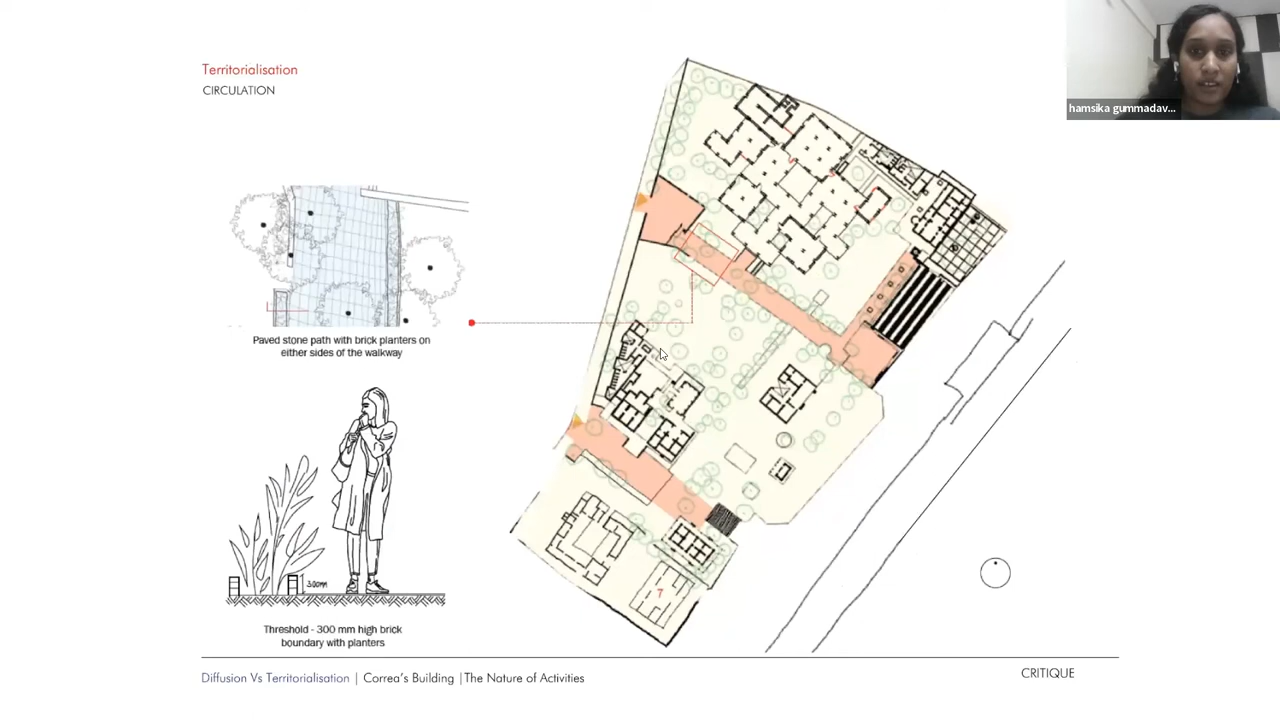 Territorialisation
CIRCULATION
hamsika gummadav...
Paved stone path with brick planters on
either sides of the walkway
300mm
Threshold - 300 mm high brick
boundary with planters
Diffusion Vs Territorialisation | Correa's Building |The Nature of Activities
CRITIQUE